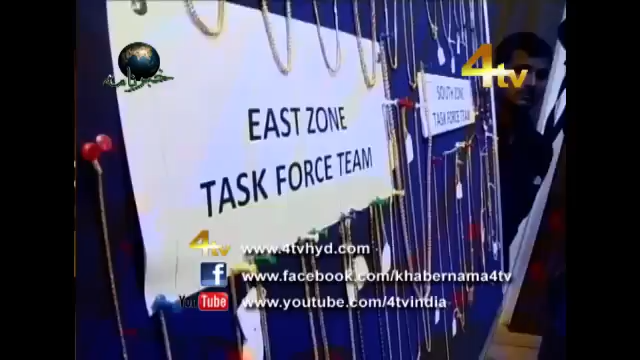 خبرنامہ
4tv
EAST ZONE
TASK FORCE TEAM
SOUTH ZONE
TASK FORCE TEAM
4tv www.4tvhyd.com
f www.facebook.com/khabernama4tv
YouTube www.youtube.com/4tvindia